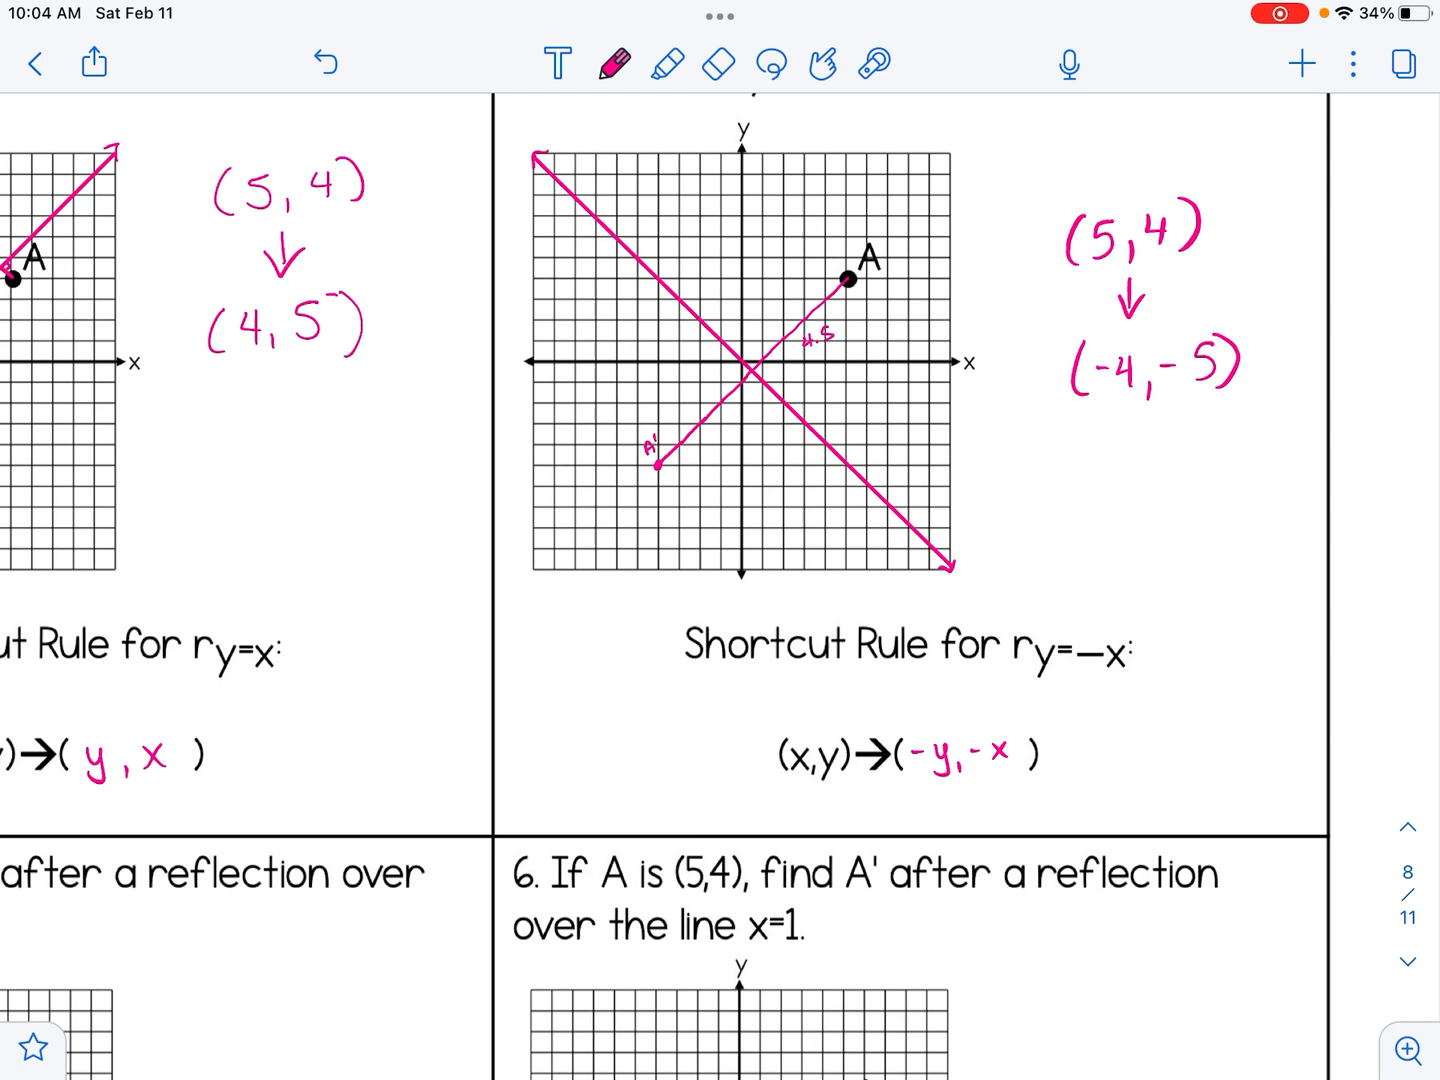 10:04 AM Sat Feb 11
34%
T
y
A
x
(5, 4)
↓
(4, 5)
y
A
4.5
x
A'
(5, 4)
↓
(-4, -5)
ut Rule for ry=x:
)→( y, x )
Shortcut Rule for ry=−x:
(x,y)→(-y, -x )
after a reflection over
6. If A is (5,4), find A' after a reflection
over the line x=1.
y
8
/
11